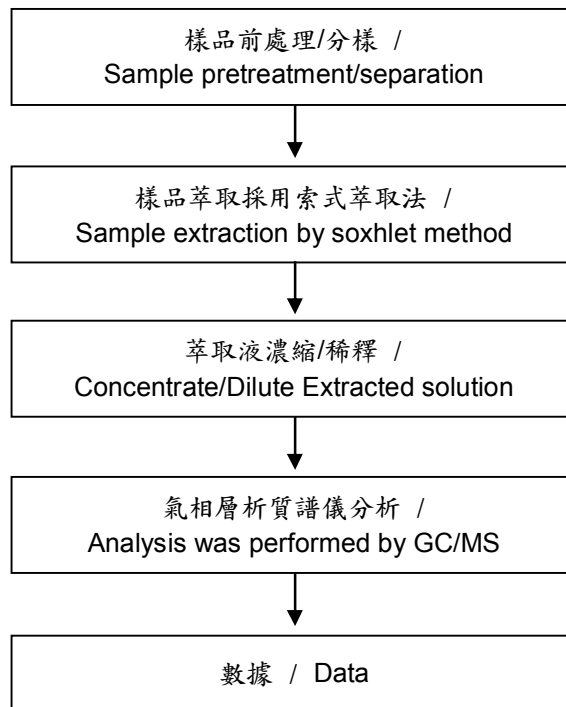 樣品前處理/分樣 /
Sample pretreatment/separation
樣品萃取採用索式萃取法 /
Sample extraction by soxhlet method
萃取液濃縮/稀釋 /
Concentrate/Dilute Extracted solution
氣相層析質譜儀分析 /
Analysis was performed by GC/MS
數據 / Data